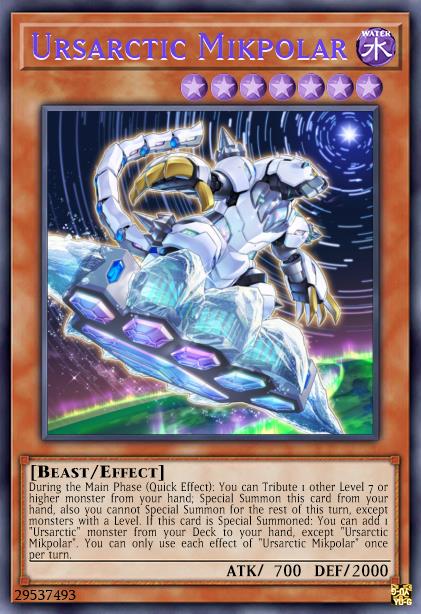 Ursarctic Mikpolar
WATER
水
[Beast/Effect]
During the Main Phase (Quick Effect): You can Tribute 1 other Level 7 or
higher monster from your hand; Special Summon this card from your
hand, also you cannot Special Summon for the rest of this turn, except
monsters with a Level. If this card is Special Summoned: You can add 1
"Ursarctic" monster from your Deck to your hand, except "Ursarctic
Mikpolar". You can only use each effect of "Ursarctic Mikpolar" once
per turn.
ATK/ 700 DEF/2000
29537493